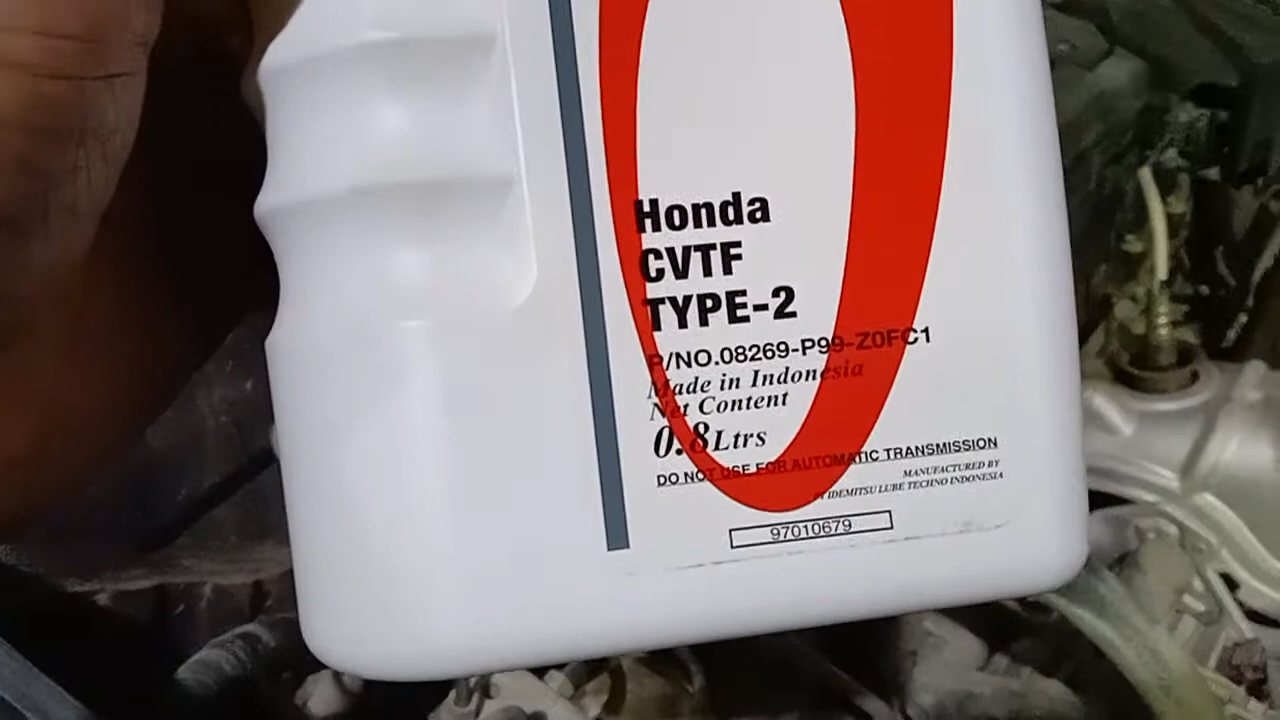 Honda
CVTF
TYPE-2
P/NO.08269-P99-Z0FC1
Made in Indonesia
Net Content
0.8Ltrs
DO NOT USE FOR AUTOMATIC TRANSMISSION
MANUFACTURED BY
PT IDEMITSU LUBE TECHNO INDONESIA
97010679